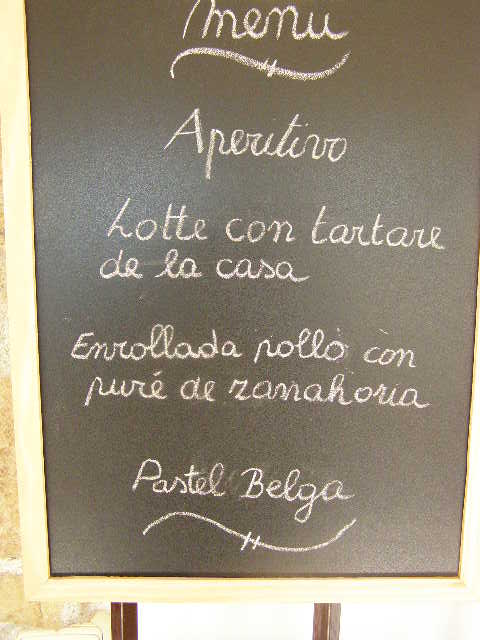 Menu
Aperitivo
Lotte con tartare
de la casa
Enrollada pollo con
puré de zanahoria
Pastel Belga